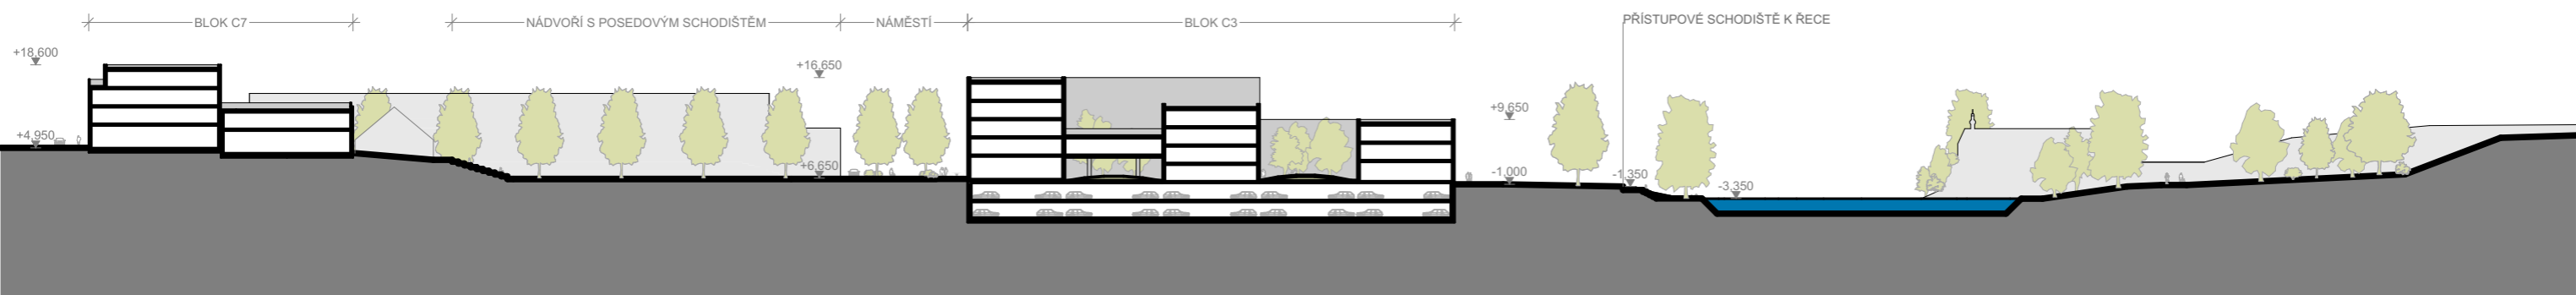 BLOK C7
NÁDVOŘÍ S POSEDOVÝM SCHODIŠTĚM
NÁMĚSTÍ
BLOK C3
PŘÍSTUPOVÉ SCHODIŠTĚ K ŘECE
+18,600
+16,650
+9,650
+4,950
+6,650
-1,000
-1,350
-3,350